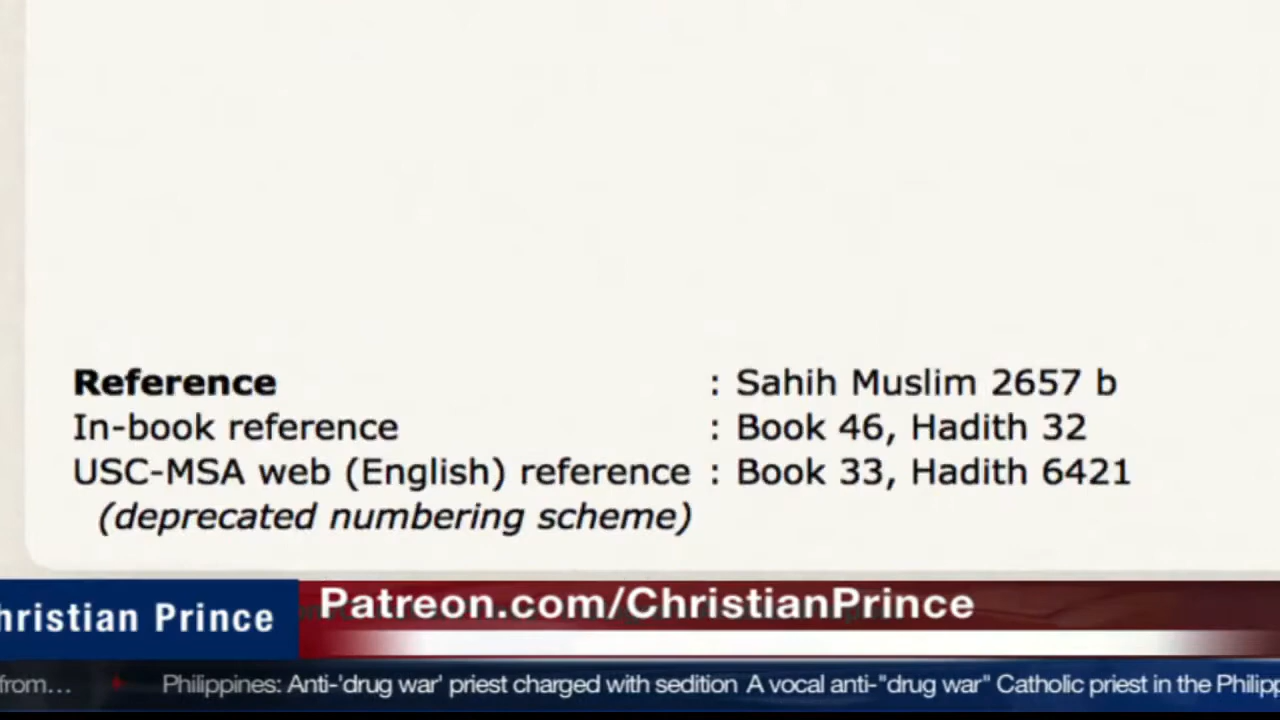 Reference : Sahih Muslim 2657 b
In-book reference : Book 46, Hadith 32
USC-MSA web (English) reference : Book 33, Hadith 6421
(deprecated numbering scheme)
hristian Prince
Patreon.com/ChristianPrince
from... Philippines: Anti-'drug war' priest charged with sedition A vocal anti-"drug war" Catholic priest in the Philipp